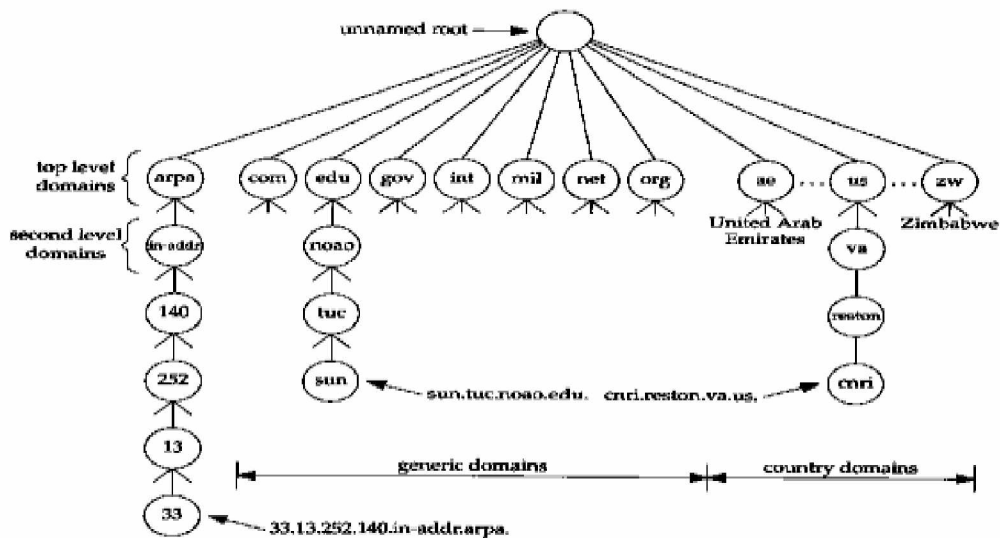 unnamed root
top level
domains
arpa com edu gov int mil net org ae ... us ... zw
second level
domains
in-addr noao
United Arab
Emirates
Zimbabwe
va
140 tuc reston
252 sun cnri
sun.tuc.noao.edu. cnri.reston.va.us.
13
generic domains country domains
33
33.13.252.140.in-addr.arpa.